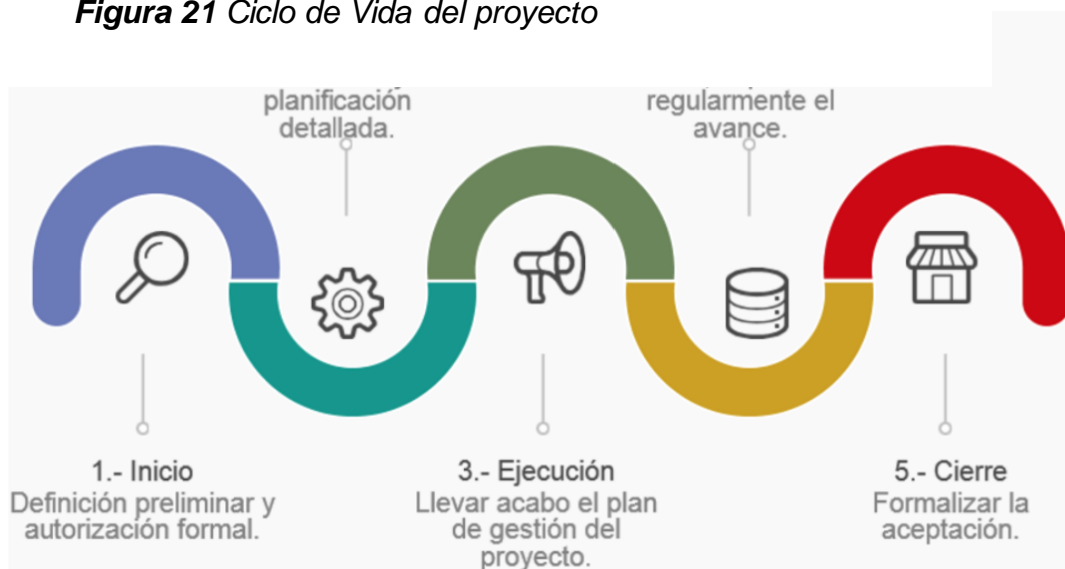 Figura 21 Ciclo de Vida del proyecto
planificación
detallada.
regularmente el
avance.
1.- Inicio
Definición preliminar y
autorización formal.
3.- Ejecución
Llevar acabo el plan
de gestión del
proyecto.
5.- Cierre
Formalizar la
aceptación.